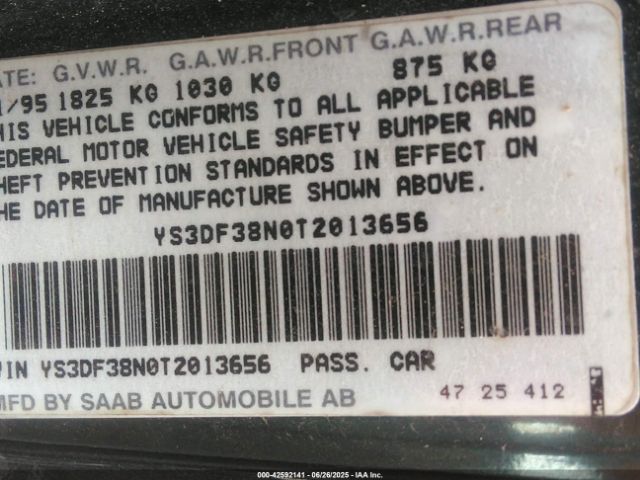 ATE: G.V.W.R. G.A.W.R.FRONT G.A.W.R.REAR
/95 1825 KG 1030 KG 875 KG
HIS VEHICLE CONFORMS TO ALL APPLICABLE
EDERAL MOTOR VEHICLE SAFETY BUMPER AND
HEFT PREVENTION STANDARDS IN EFFECT ON
HE DATE OF MANUFACTURE SHOWN ABOVE.
YS3DF38N0T2013656
VIN YS3DF38N0T2013656 PASS. CAR
MFD BY SAAB AUTOMOBILE AB 47 25 412
000-42592141 - 06/26/2025 - IAA Inc.